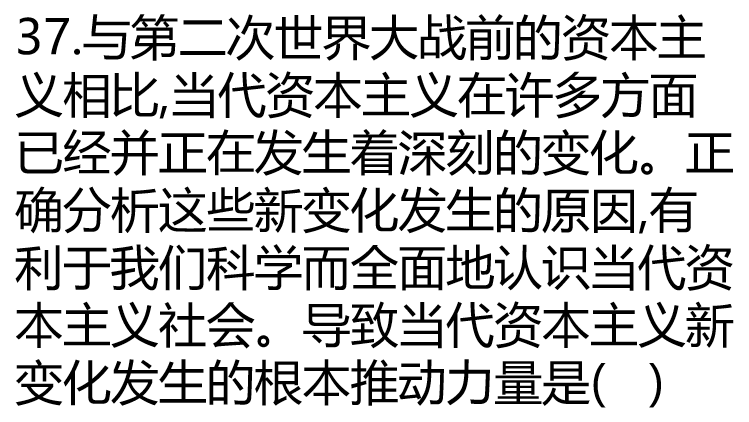 37.与第二次世界大战前的资本主
义相比,当代资本主义在许多方面
已经并正在发生着深刻的变化。正
确分析这些新变化发生的原因,有
利于我们科学而全面地认识当代资
本主义社会。导致当代资本主义新
变化发生的根本推动力量是(　)